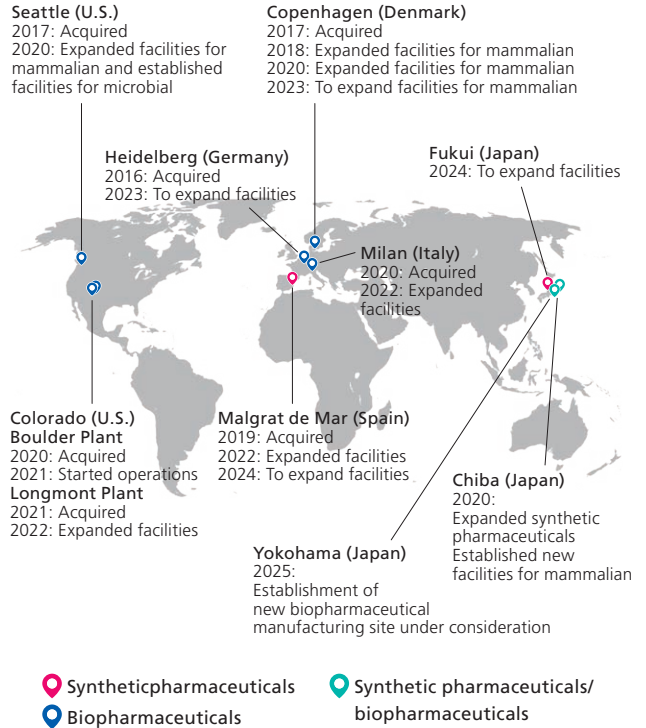 Seattle (U.S.)
2017: Acquired
2020: Expanded facilities for
mammalian and established
facilities for microbial
Copenhagen (Denmark)
2017: Acquired
2018: Expanded facilities for mammalian
2020: Expanded facilities for mammalian
2023: To expand facilities for mammalian
Heidelberg (Germany)
2016: Acquired
2023: To expand facilities
Fukui (Japan)
2024: To expand facilities
Milan (Italy)
2020: Acquired
2022: Expanded
facilities
Colorado (U.S.)
Boulder Plant
2020: Acquired
2021: Started operations
Longmont Plant
2021: Acquired
2022: Expanded facilities
Malgrat de Mar (Spain)
2019: Acquired
2022: Expanded facilities
2024: To expand facilities
Chiba (Japan)
2020:
Expanded synthetic
pharmaceuticals
Established new
facilities for mammalian
Yokohama (Japan)
2025:
Establishment of
new biopharmaceutical
manufacturing site under consideration
Syntheticpharmaceuticals
Biopharmaceuticals
Synthetic pharmaceuticals/
biopharmaceuticals